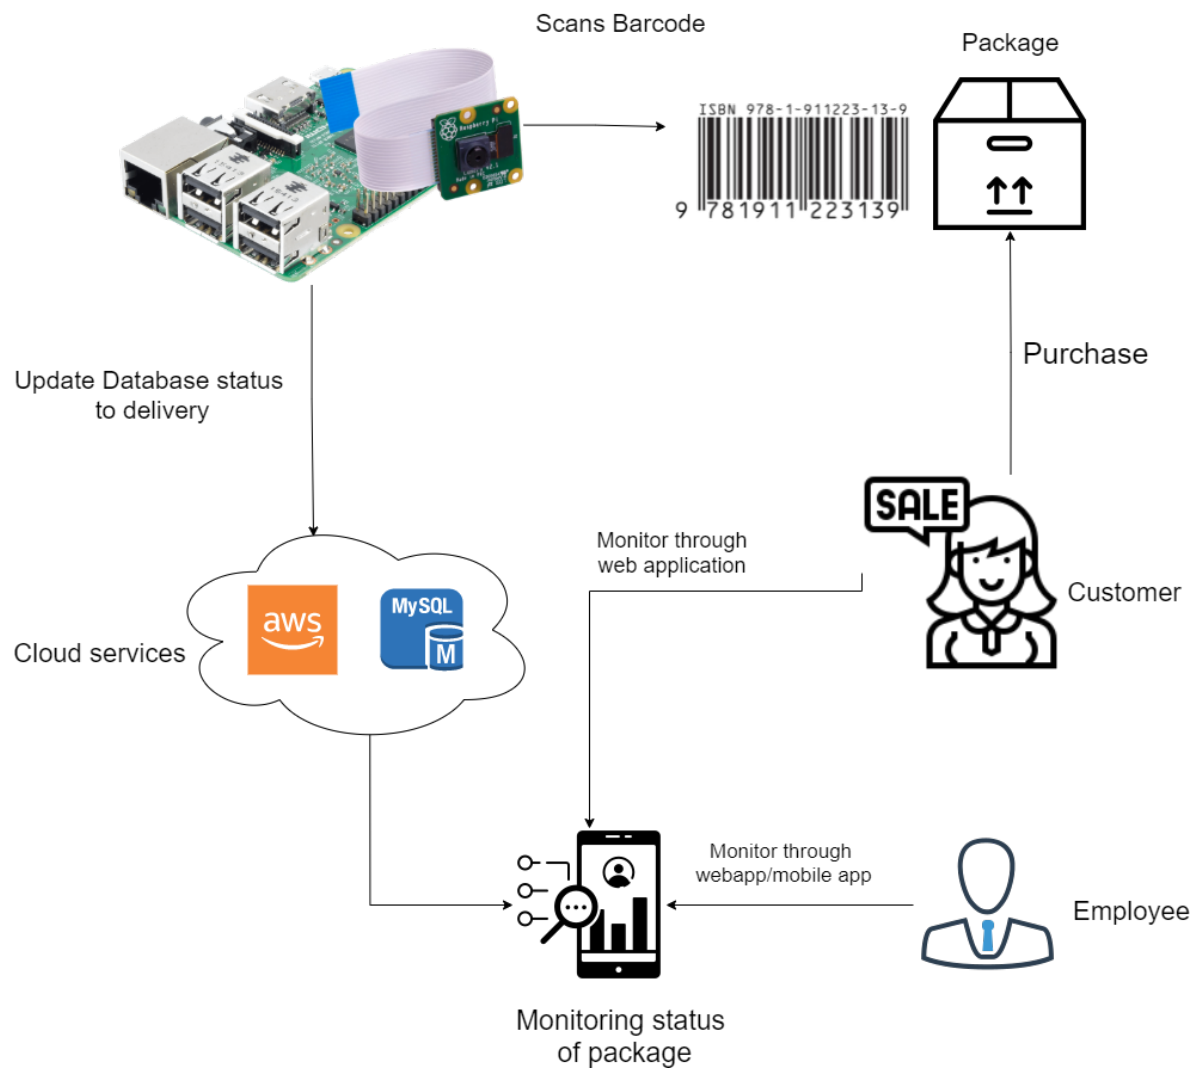 Scans Barcode
Package
ISBN 978-1-911223-13-9
9 781911 223139
Raspberry Pi
Purchase
Update Database status
to delivery
SALE
Monitor through
web application
Customer
aws
MySQL
M
Cloud services
Monitor through
webapp/mobile app
Employee
Monitoring status
of package